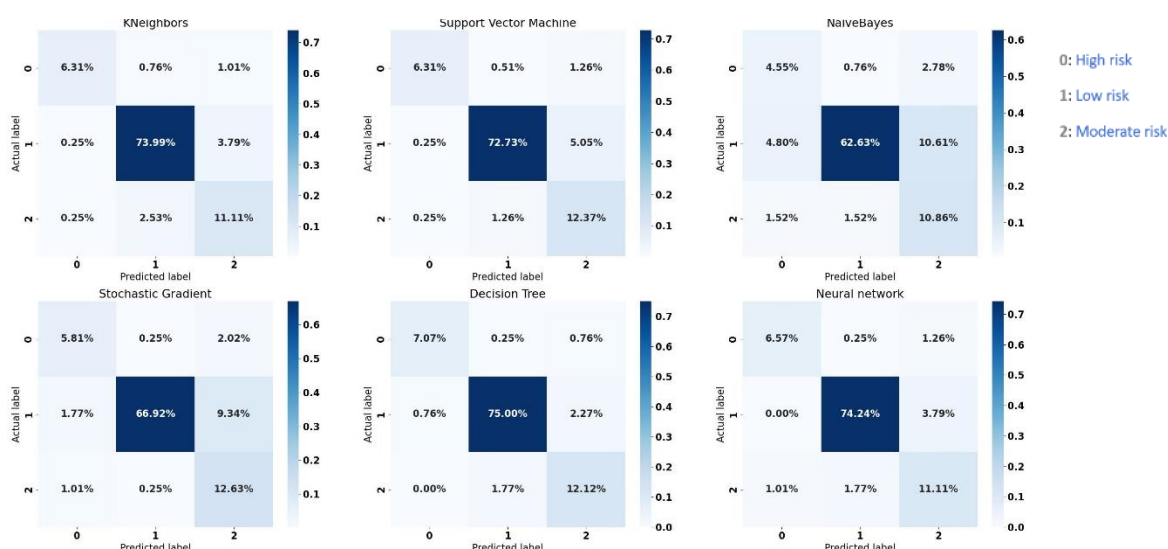 KNeighbors
0 6.31% 0.76% 1.01%
1 0.25% 73.99% 3.79%
2 0.25% 2.53% 11.11%
0 1 2
Actual label
Predicted label
0.7
0.6
0.5
0.4
0.3
0.2
0.1
Support Vector Machine
0 6.31% 0.51% 1.26%
1 0.25% 72.73% 5.05%
2 0.25% 1.26% 12.37%
0 1 2
Actual label
Predicted label
0.7
0.6
0.5
0.4
0.3
0.2
0.1
NaiveBayes
0 4.55% 0.76% 2.78%
1 4.80% 62.63% 10.61%
2 1.52% 1.52% 10.86%
0 1 2
Actual label
Predicted label
0.6
0.5
0.4
0.3
0.2
0.1
0: High risk
1: Low risk
2: Moderate risk
Stochastic Gradient
0 5.81% 0.25% 2.02%
1 1.77% 66.92% 9.34%
2 1.01% 0.25% 12.63%
0 1 2
Actual label
Predicted label
0.6
0.5
0.4
0.3
0.2
0.1
Decision Tree
0 7.07% 0.25% 0.76%
1 0.76% 75.00% 2.27%
2 0.00% 1.77% 12.12%
0 1 2
Actual label
Predicted label
0.7
0.6
0.5
0.4
0.3
0.2
0.1
0.0
Neural network
0 6.57% 0.25% 1.26%
1 0.00% 74.24% 3.79%
2 1.01% 1.77% 11.11%
0 1 2
Actual label
Predicted label
0.7
0.6
0.5
0.4
0.3
0.2
0.1
0.0